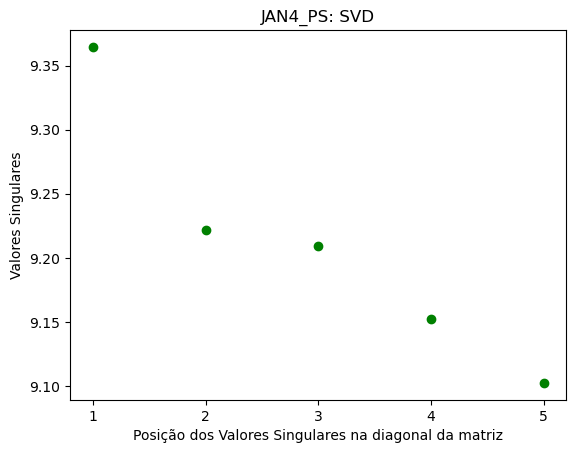 JAN4_PS: SVD
Valores Singulares
9.35
9.30
9.25
9.20
9.15
9.10
1 2 3 4 5
Posição dos Valores Singulares na diagonal da matriz